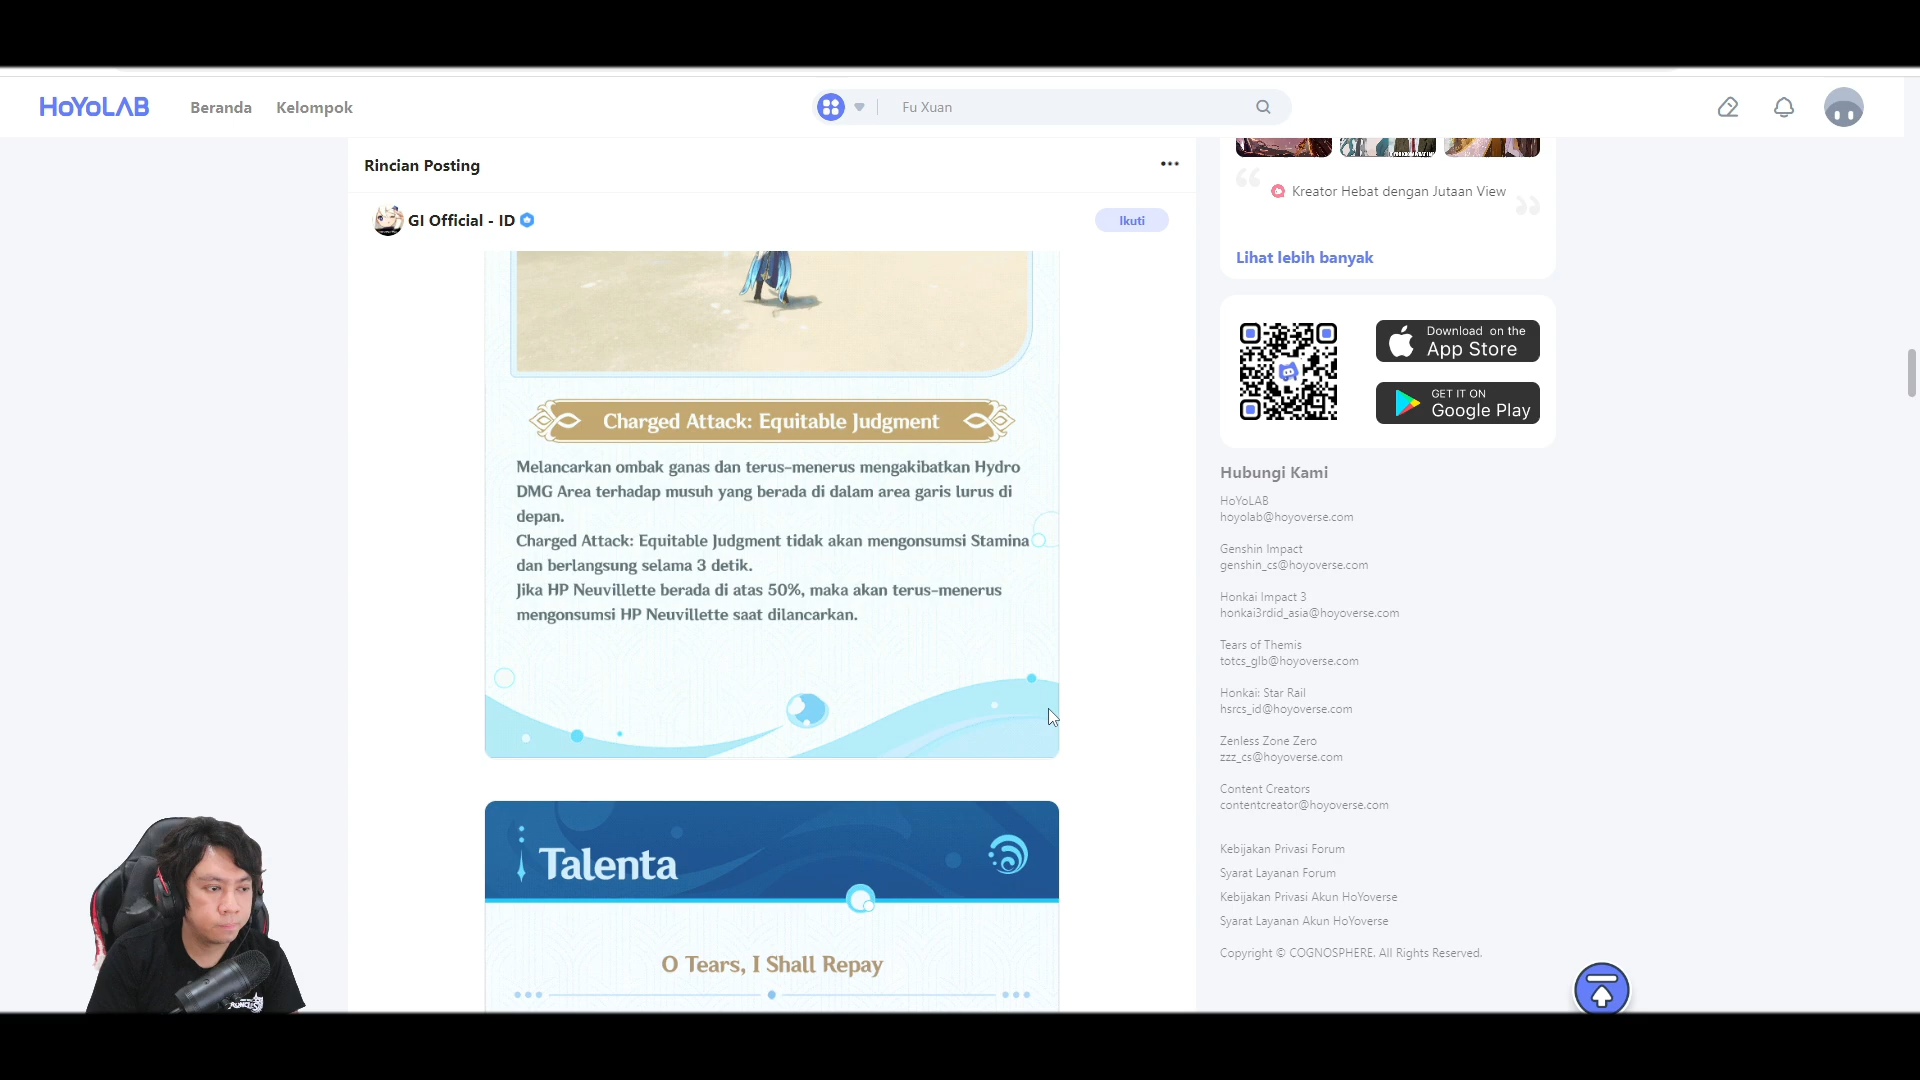 HoYoLAB
Beranda
Kelompok
Fu Xuan
Rincian Posting
GI Official - ID
Ikuti
Charged Attack: Equitable Judgment
Melancarkan ombak ganas dan terus-menerus mengakibatkan Hydro
DMG Area terhadap musuh yang berada di dalam area garis lurus di
depan.
Charged Attack: Equitable Judgment tidak akan mengonsumsi Stamina
dan berlangsung selama 3 detik.
Jika HP Neuvillette berada di atas 50%, maka akan terus-menerus
mengonsumsi HP Neuvillette saat dilancarkan.
Talenta
O Tears, I Shall Repay
Kreator Hebat dengan Jutaan View
Lihat lebih banyak
Download on the
App Store
GET IT ON
Google Play
Hubungi Kami
HoYoLAB
hoyolab@hoyoverse.com
Genshin Impact
genshin_cs@hoyoverse.com
Honkai Impact 3
honkai3rdid_asia@hoyoverse.com
Tears of Themis
totcs_glb@hoyoverse.com
Honkai: Star Rail
hsrcs_id@hoyoverse.com
Zenless Zone Zero
zzz_cs@hoyoverse.com
Content Creators
contentcreator@hoyoverse.com
Kebijakan Privasi Forum
Syarat Layanan Forum
Kebijakan Privasi Akun HoYoverse
Syarat Layanan Akun HoYoverse
Copyright © COGNOSPHERE. All Rights Reserved.